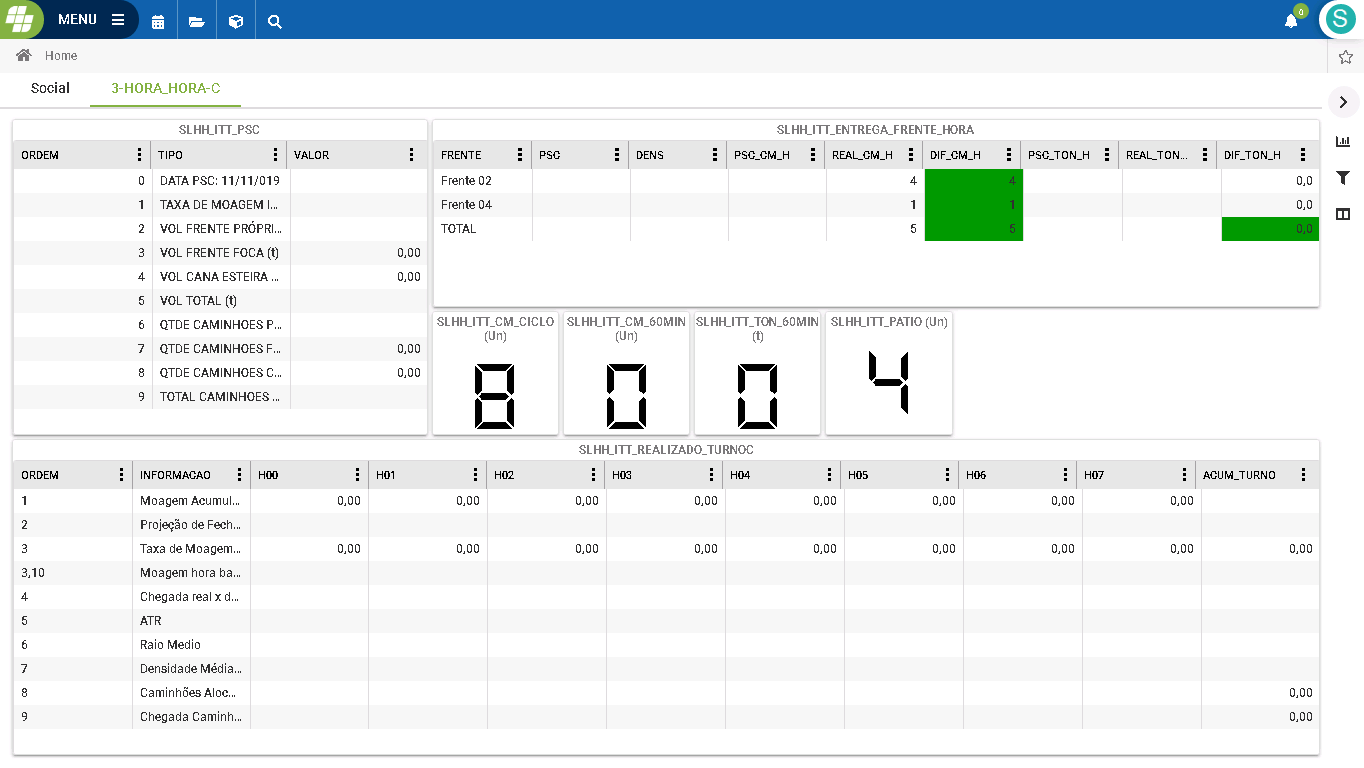 MENU
0
S
Home
Social
3-HORA_HORA-C
SLHH_ITT_PSC
ORDEM TIPO VALOR
0 DATA PSC: 11/11/019
1 TAXA DE MOAGEM I...
2 VOL FRENTE PRÓPRI...
3 VOL FRENTE FOCA (t) 0,00
4 VOL CANA ESTEIRA ... 0,00
5 VOL TOTAL (t)
6 QTDE CAMINHOES P...
7 QTDE CAMINHOES F... 0,00
8 QTDE CAMINHOES C... 0,00
9 TOTAL CAMINHOES ...
SLHH_ITT_ENTREGA_FRENTE_HORA
FRENTE PSC DENS PSC_CM_H REAL_CM_H DIF_CM_H PSC_TON_H REAL_TON... DIF_TON_H
Frente 02 4 4 0,0
Frente 04 1 1 0,0
TOTAL 5 5 0,0
SLHH_ITT_CM_CICLO
(Un)
8
SLHH_ITT_CM_60MIN
(Un)
0
SLHH_ITT_TON_60MIN
(t)
0
SLHH_ITT_PATIO (Un)
4
SLHH_ITT_REALIZADO_TURNOC
ORDEM INFORMACAO H00 H01 H02 H03 H04 H05 H06 H07 ACUM_TURNO
1 Moagem Acumul... 0,00 0,00 0,00 0,00 0,00 0,00 0,00 0,00
2 Projeção de Fech...
3 Taxa de Moagem... 0,00 0,00 0,00 0,00 0,00 0,00 0,00 0,00 0,00
3,10 Moagem hora ba...
4 Chegada real x d...
5 ATR
6 Raio Medio
7 Densidade Média...
8 Caminhões Aloc... 0,00
9 Chegada Caminh... 0,00